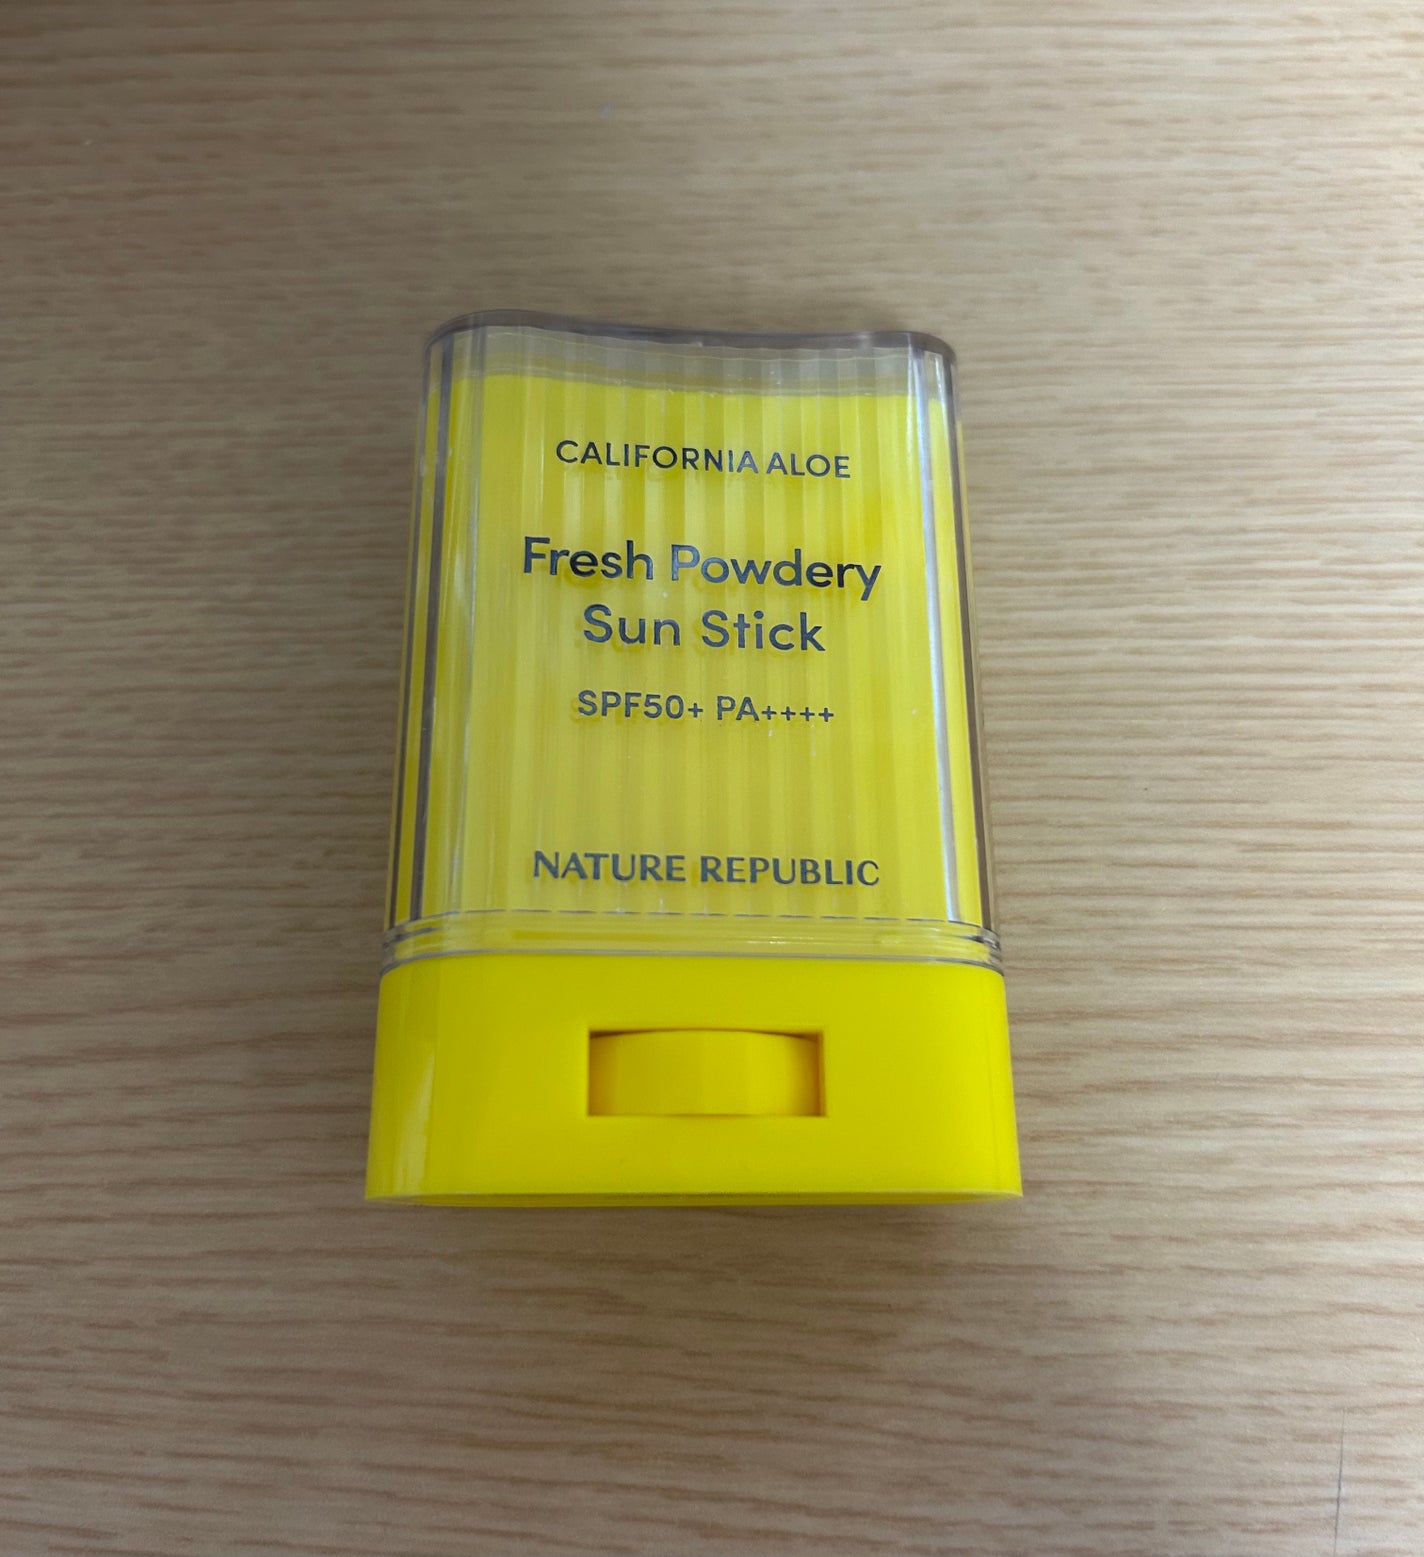 CALIFORNIA ALOE
Fresh Powdery
Sun Stick
SPF50+ PA++++
NATURE REPUBLIC